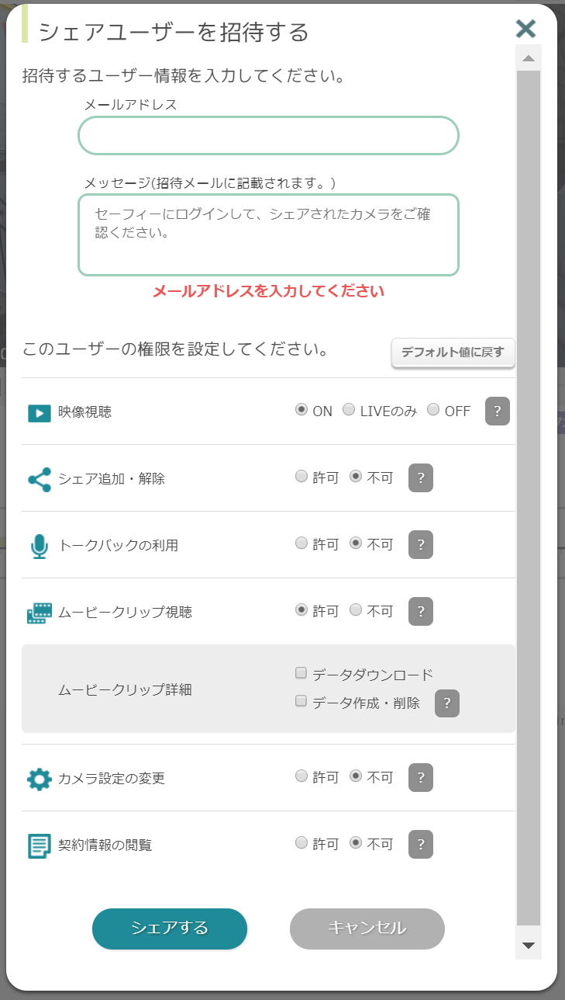 シェアユーザーを招待する
招待するユーザー情報を入力してください。
メールアドレス
メッセージ(招待メールに記載されます。)
セーフィーにログインして、シェアされたカメラをご確
認ください。
メールアドレスを入力してください
このユーザーの権限を設定してください。 デフォルト値に戻す
映像視聴 ON LIVEのみ OFF ?
シェア追加・解除 許可 不可 ?
トークバックの利用 許可 不可 ?
ムービークリップ視聴 許可 不可 ?
データダウンロード
ムービークリップ詳細
データ作成・削除 ?
カメラ設定の変更 許可 不可 ?
契約情報の閲覧 許可 不可 ?
シェアする キャンセル